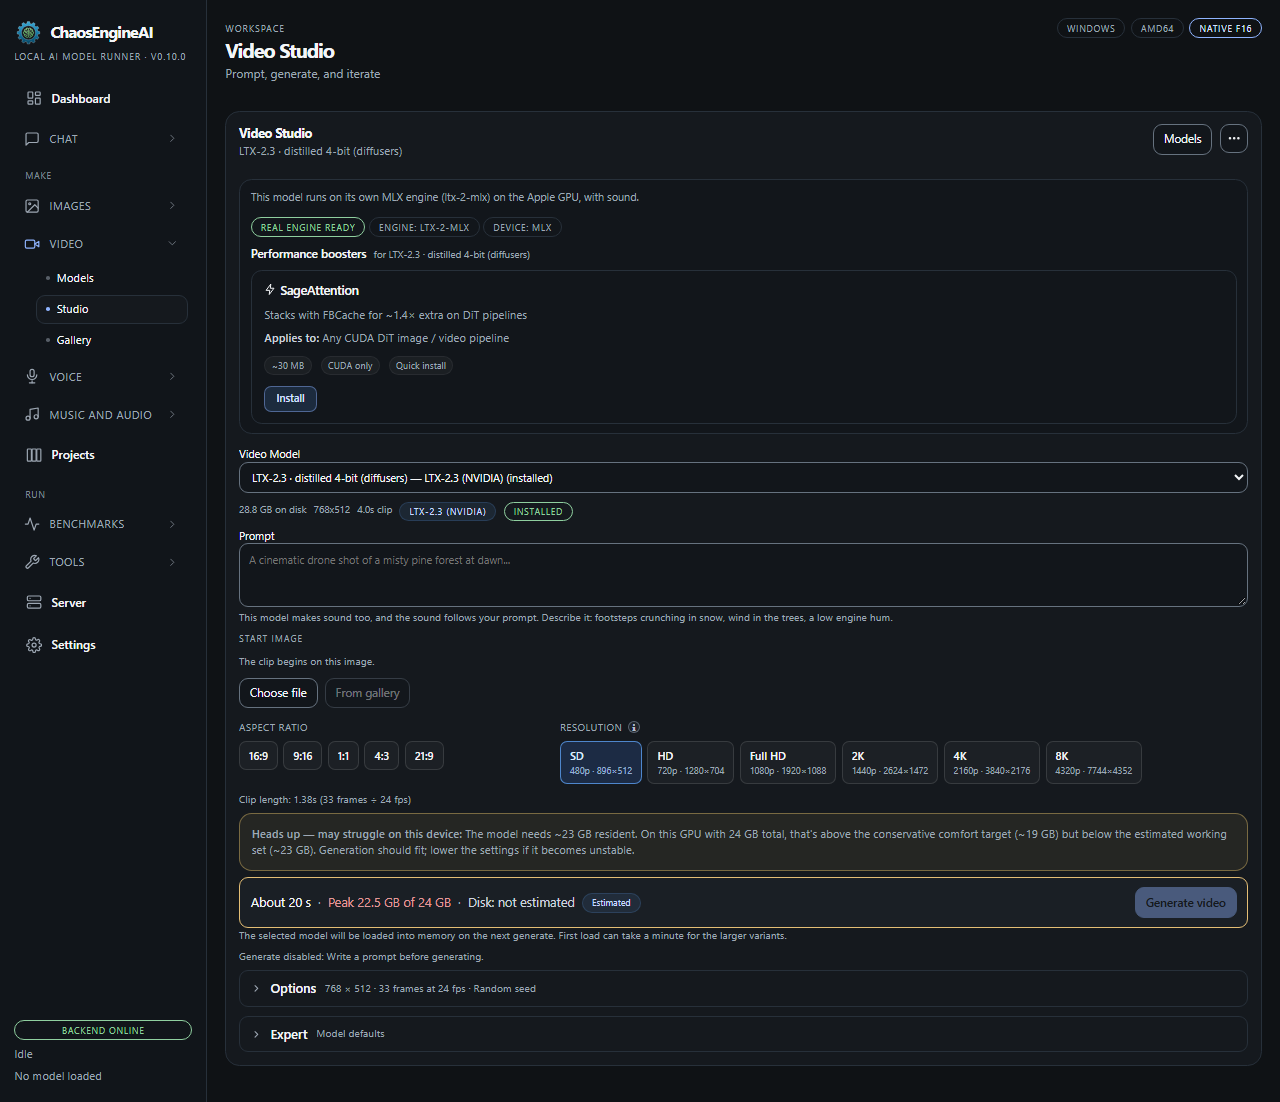 ChaosEngineAI
LOCAL AI MODEL RUNNER · V0.10.0
Dashboard
CHAT
MAKE
IMAGES
VIDEO
Models
Studio
Gallery
VOICE
MUSIC AND AUDIO
Projects
RUN
BENCHMARKS
TOOLS
Server
Settings
BACKEND ONLINE
Idle
No model loaded
WORKSPACE
Video Studio
Prompt, generate, and iterate
WINDOWS
AMD64
NATIVE F16
Video Studio
LTX-2.3 · distilled 4-bit (diffusers)
Models
This model runs on its own MLX engine (ltx-2-mlx) on the Apple GPU, with sound.
REAL ENGINE READY
ENGINE: LTX-2-MLX
DEVICE: MLX
Performance boosters for LTX-2.3 · distilled 4-bit (diffusers)
SageAttention
Stacks with FBCache for ~1.4× extra on DiT pipelines
Applies to: Any CUDA DiT image / video pipeline
~30 MB
CUDA only
Quick install
Install
Video Model
LTX-2.3 · distilled 4-bit (diffusers) — LTX-2.3 (NVIDIA) (installed)
28.8 GB on disk 768x512 4.0s clip LTX-2.3 (NVIDIA) INSTALLED
Prompt
A cinematic drone shot of a misty pine forest at dawn...
This model makes sound too, and the sound follows your prompt. Describe it: footsteps crunching in snow, wind in the trees, a low engine hum.
START IMAGE
The clip begins on this image.
Choose file
From gallery
ASPECT RATIO
16:9
9:16
1:1
4:3
21:9
RESOLUTION
SD
480p · 896×512
HD
720p · 1280×704
Full HD
1080p · 1920×1088
2K
1440p · 2624×1472
4K
2160p · 3840×2176
8K
4320p · 7744×4352
Clip length: 1.38s (33 frames ÷ 24 fps)
Heads up — may struggle on this device: The model needs ~23 GB resident. On this GPU with 24 GB total, that's above the conservative comfort target (~19 GB) but below the estimated working
set (~23 GB). Generation should fit; lower the settings if it becomes unstable.
About 20 s · Peak 22.5 GB of 24 GB · Disk: not estimated Estimated
Generate video
The selected model will be loaded into memory on the next generate. First load can take a minute for the larger variants.
Generate disabled: Write a prompt before generating.
Options 768 × 512 · 33 frames at 24 fps · Random seed
Expert Model defaults